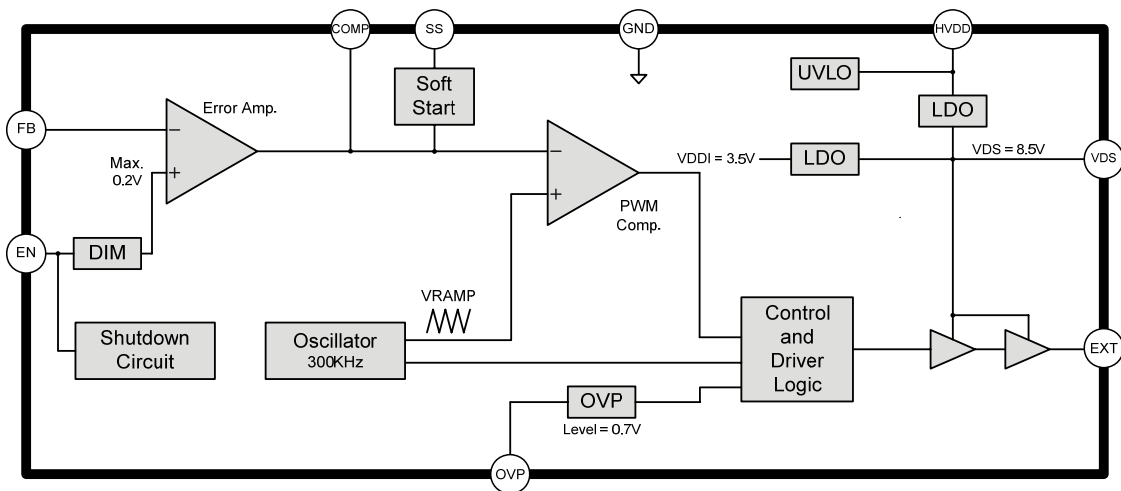 COMP
SS
GND
HVDD
UVLO
Soft
Start
LDO
Error Amp.
FB
Max.
0.2V
VDDI = 3.5V
LDO
VDS = 8.5V
VDS
PWM
Comp.
EN
DIM
VRAMP
Shutdown
Circuit
Oscillator
300KHz
Control
and
Driver
Logic
EXT
OVP
Level = 0.7V
OVP